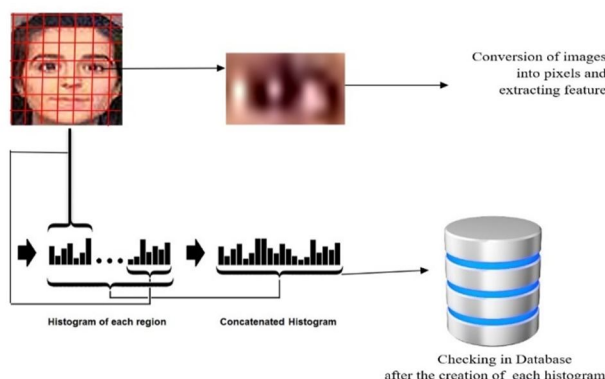 Conversion of images
into pixels and
extracting feature
Histogram of each region
Concatenated Histogram
Checking in Database
after the creation of each histogram